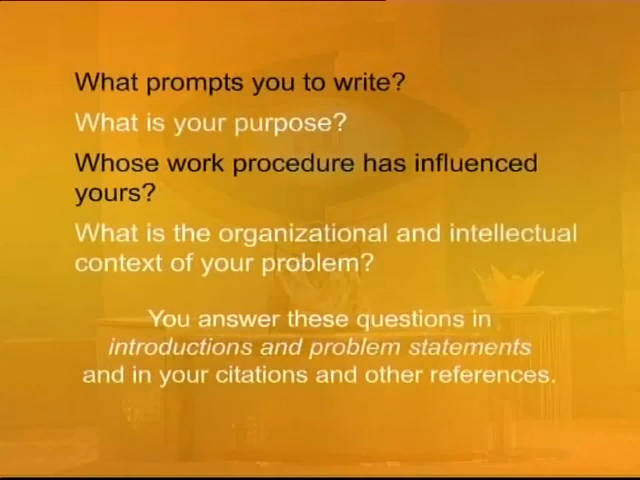 What prompts you to write?
What is your purpose?
Whose work procedure has influenced
yours?
What is the organizational and intellectual
context of your problem?
You answer these questions in
introductions and problem statements
and in your citations and other references.